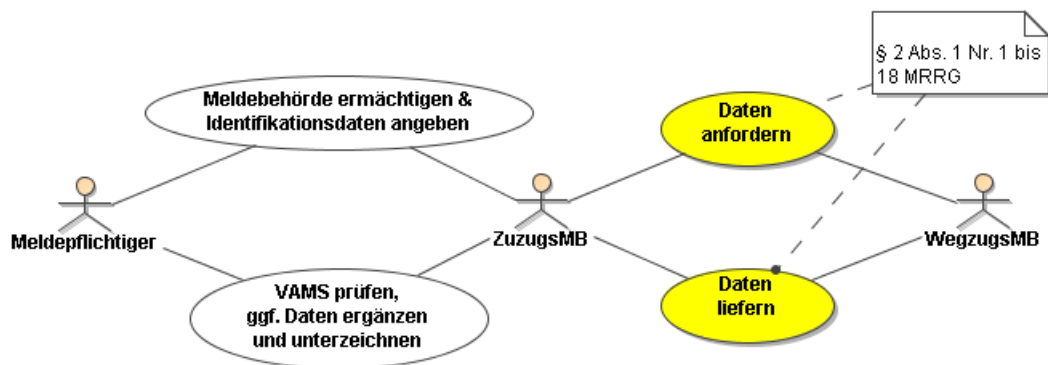 § 2 Abs. 1 Nr. 1 bis
18 MRRG
Meldebehörde ermächtigen &
Identifikationsdaten angeben
Daten
anfordern
Meldepflichtiger
ZuzugsMB
WegzugsMB
VAMS prüfen,
ggf. Daten ergänzen
und unterzeichnen
Daten
liefern